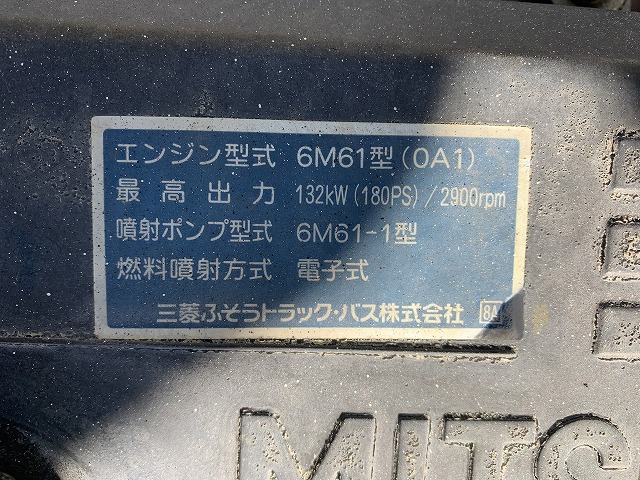 エンジン型式 6M61型(0A1)
最高出力 132kW(180PS)/2900rpm
噴射ポンプ型式 6M61-1型
燃料噴射方式 電子式
三菱ふそうトラック・バス株式会社 8A
MITS